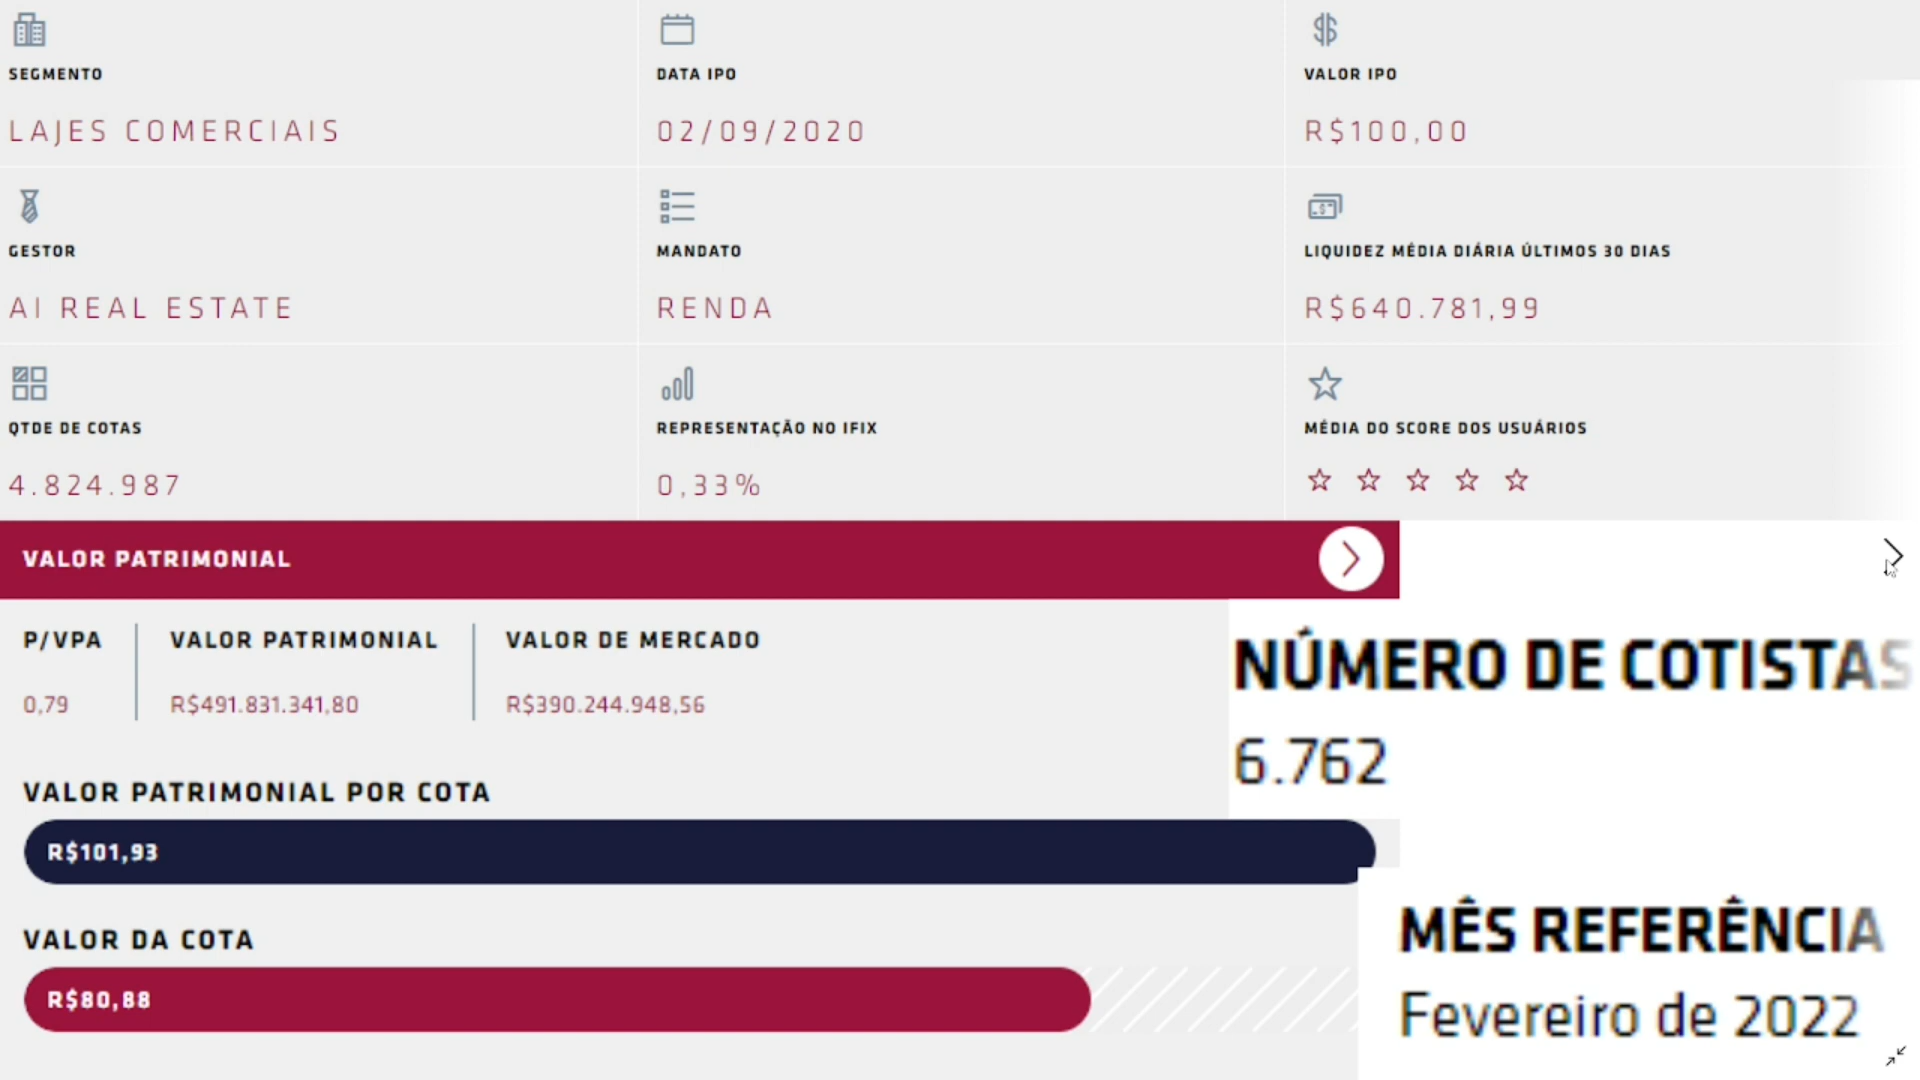 SEGMENTO
LAJES COMERCIAIS
DATA IPO
02/09/2020
VALOR IPO
R$100,00
GESTOR
AI REAL ESTATE
MANDATO
RENDA
LIQUIDEZ MÉDIA DIÁRIA ÚLTIMOS 30 DIAS
R$640.781,99
QTDE DE COTAS
4.824.987
REPRESENTAÇÃO NO IFIX
0,33%
MÉDIA DO SCORE DOS USUÁRIOS
VALOR PATRIMONIAL
P/VPA
0,79
VALOR PATRIMONIAL
R$491.831.341,80
VALOR DE MERCADO
R$390.244.948,56
NÚMERO DE COTISTAS
6.762
VALOR PATRIMONIAL POR COTA
R$101,93
VALOR DA COTA
R$80,88
MÊS REFERÊNCIA
Fevereiro de 2022